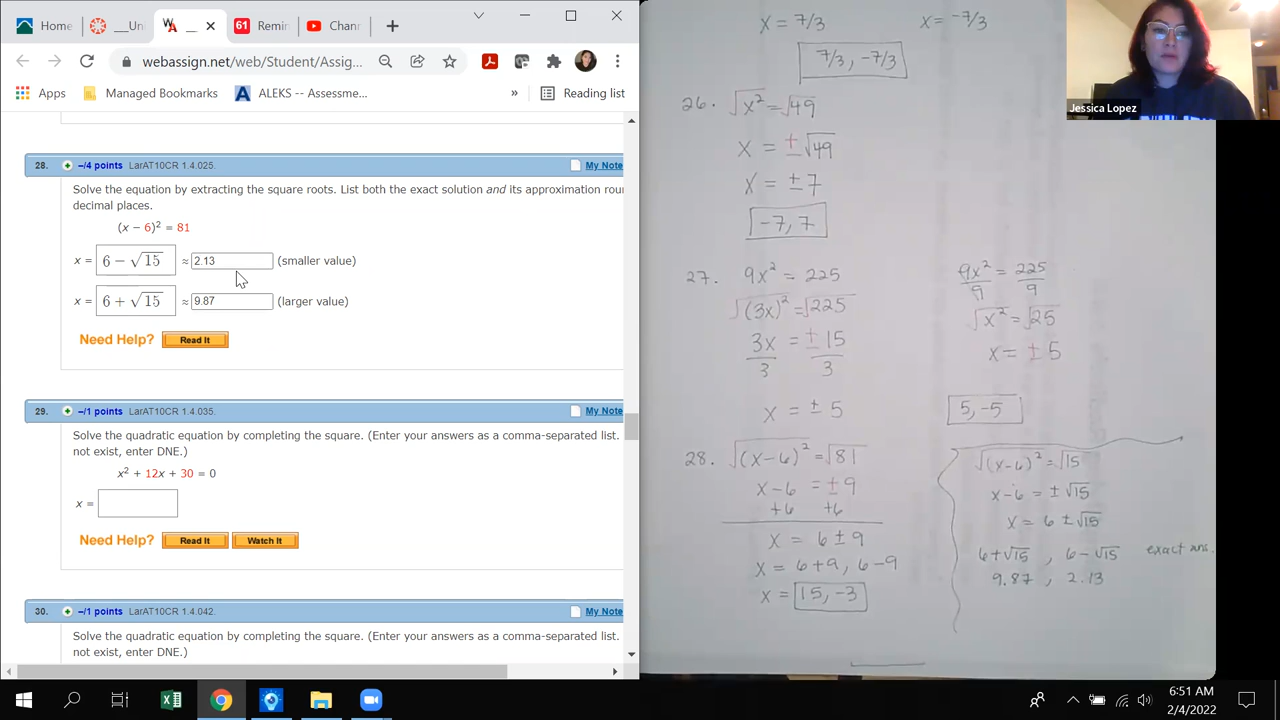 Home
__Un
W
A
__
61
Remin
Chan
webassign.net/web/Student/Assig...
Apps
Managed Bookmarks
ALEKS -- Assessme...
»
Reading list
28.
–/4 points
LarAT10CR 1.4.025.
My Note
Solve the equation by extracting the square roots. List both the exact solution and its approximation rour
decimal places.
(x – 6)² = 81
x = 6 – √15 ≈ 2.13 (smaller value)
x = 6 + √15 ≈ 9.87 (larger value)
Need Help? Read It
29.
–/1 points
LarAT10CR 1.4.035.
My Note
Solve the quadratic equation by completing the square. (Enter your answers as a comma-separated list.
not exist, enter DNE.)
x² + 12x + 30 = 0
x =
Need Help? Read It Watch It
30.
–/1 points
LarAT10CR 1.4.042.
My Note
Solve the quadratic equation by completing the square. (Enter your answers as a comma-separated list.
not exist, enter DNE.)
x = 7/3 x = -7/3
7/3, -7/3
26. √x² = √49
x = ± √49
x = ± 7
-7, 7
27. 9x² = 225
√(3x)² = √225
3x/3 = ± 15/3
x = ± 5
9x²/9 = 225/9
√x² = √25
x = ± 5
5, -5
28. √(x-6)² = √81
x-6 = ± 9
+6 +6
x = 6 ± 9
x = 6+9, 6-9
x = 15, -3
√(x-6)² = √15
x-6 = ± √15
x = 6 ± √15
6+√15 , 6-√15 exact ans.
9.87 , 2.13
Jessica Lopez
6:51 AM
2/4/2022